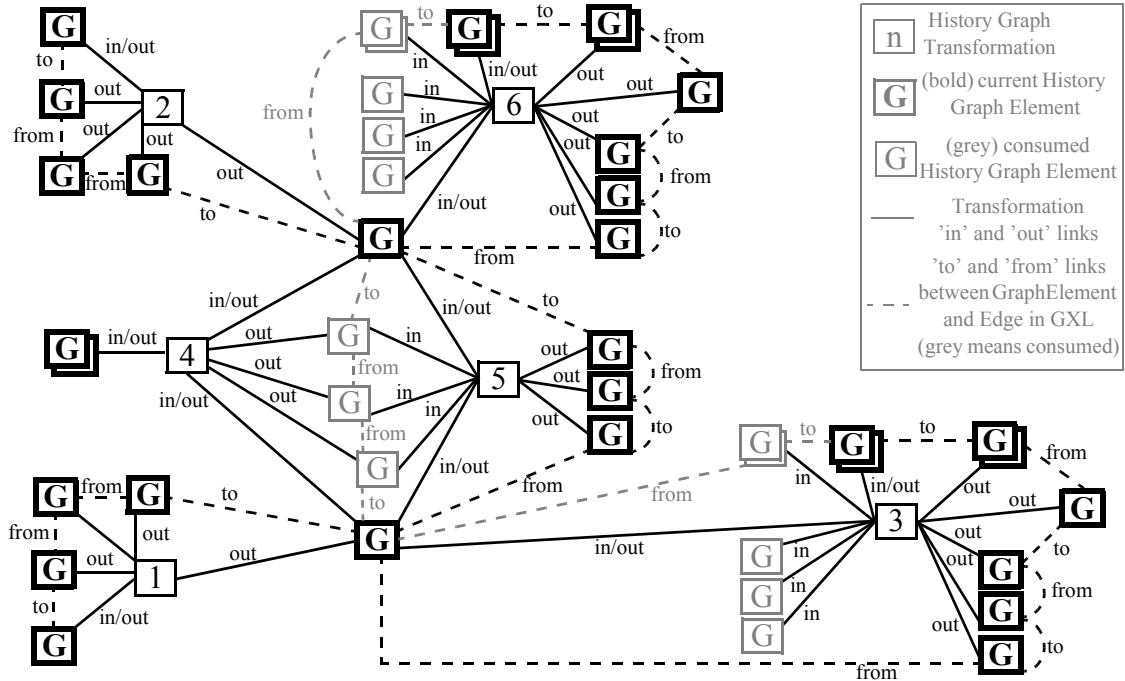 G
in/out
to
G
out
2
from
out
out
G
from
G
out
to
G
to
G
to
G
from
in
in/out
out
G
from
G
in
6
out
G
in
out
to
G
in
out
G
from
G
in/out
out
G
to
G
from
to
in/out
to
in/out
G
4
out
G
in
out
G
5
from
out
from
out
G
in/out
G
in
in
out
G
to
out
from
G
in/out
from
to
G
1
from
G
to
from
out
G
out
to
in/out
G
out
G
in/out
G
to
G
to
G
from
in
in/out
out
3
out
G
G
in
out
to
G
in
out
G
from
G
in
out
G
to
G
from
n
History Graph
Transformation
G
(bold) current History
Graph Element
G
(grey) consumed
History Graph Element
Transformation
’in’ and ’out’ links
’to’ and ’from’ links
between GraphElement
and Edge in GXL
(grey means consumed)